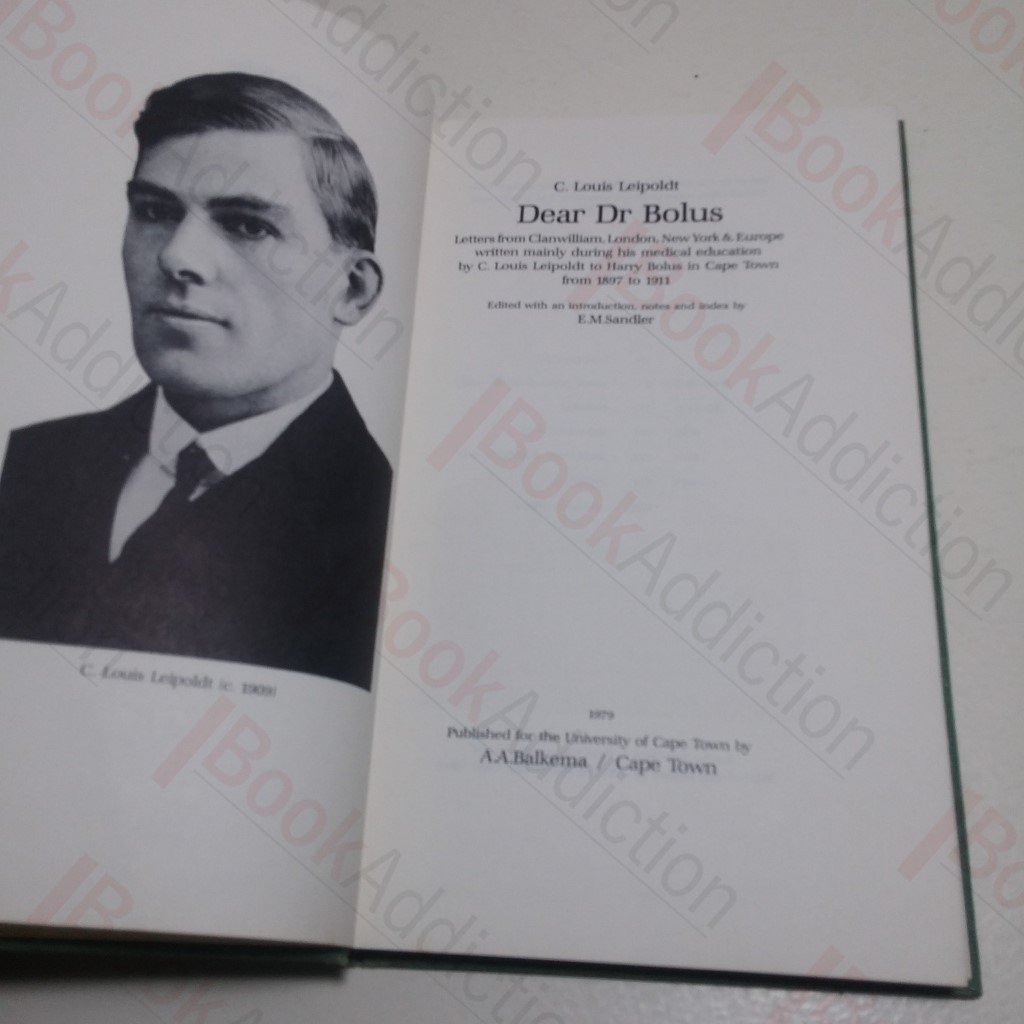 C. Louis Leipoldt (c. 1909)
C. Louis Leipoldt
Dear Dr Bolus
Letters from Clanwilliam, London, New York & Europe
written mainly during his medical education
by C. Louis Leipoldt to Harry Bolus in Cape Town
from 1897 to 1911
Edited with an introduction, notes and index by
E.M.Sandler
1979
Published for the University of Cape Town by
A.A.Balkema / Cape Town
BookAddiction